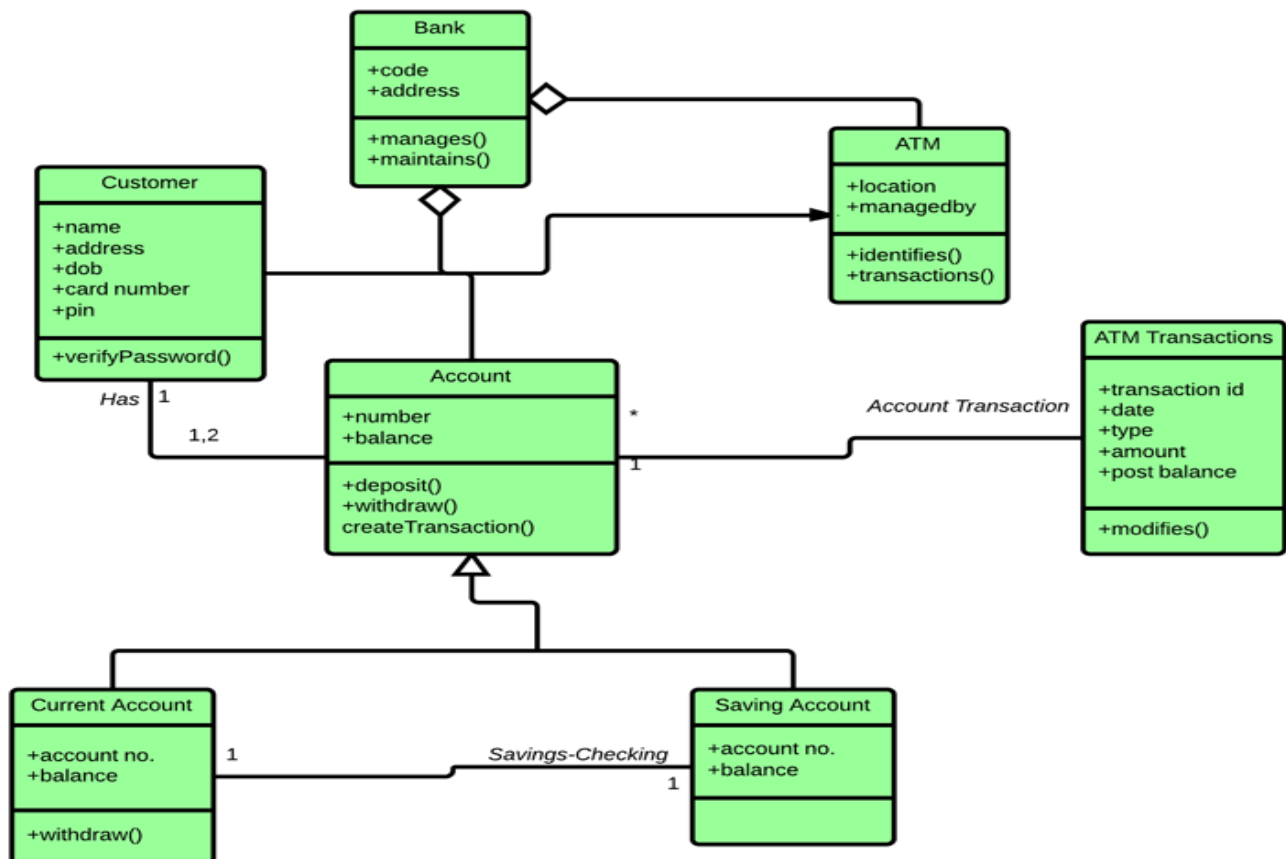 Bank
+code
+address
+manages()
+maintains()
ATM
+location
+managedby
+identifies()
+transactions()
Customer
+name
+address
+dob
+card number
+pin
+verifyPassword()
Has
1
1,2
Account
+number
+balance
+deposit()
+withdraw()
createTransaction()
*
1
Account Transaction
ATM Transactions
+transaction id
+date
+type
+amount
+post balance
+modifies()
Current Account
+account no.
+balance
+withdraw()
1
Savings-Checking
1
Saving Account
+account no.
+balance